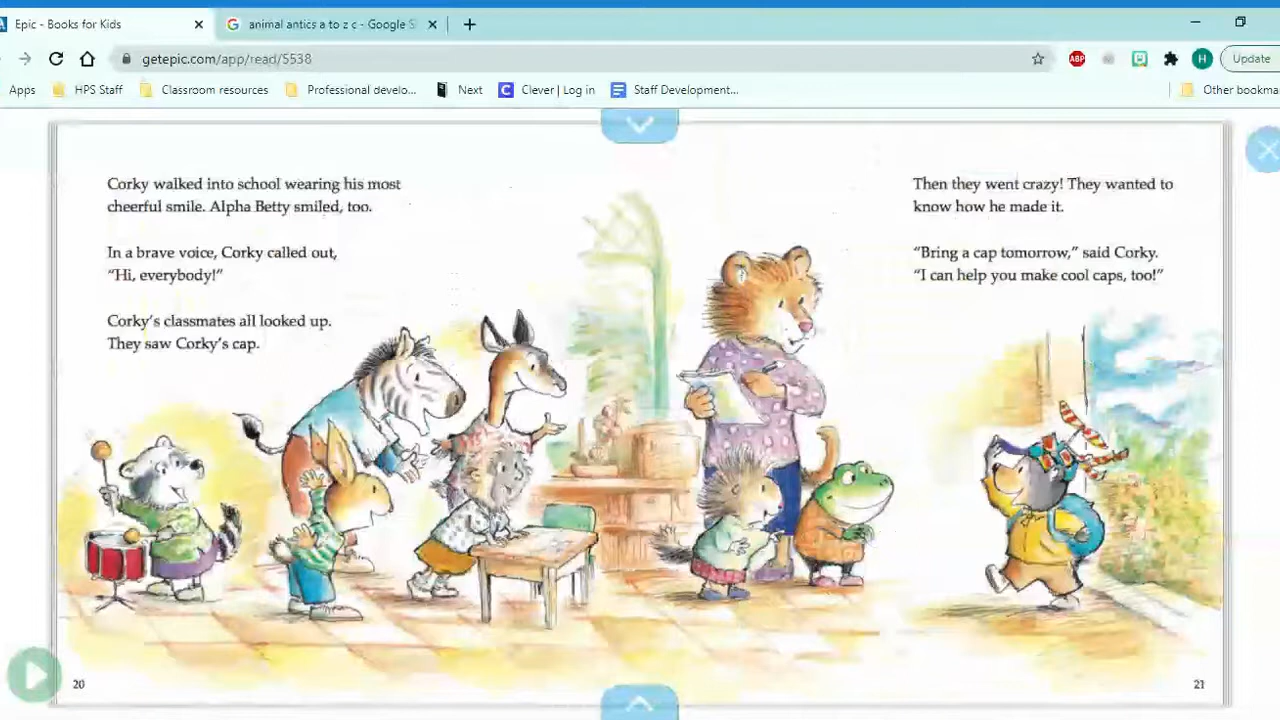 Epic - Books for Kids
animal antics a to z c - Google S
getepic.com/app/read/5538
ABP
H
Update
Apps
HPS Staff
Classroom resources
Professional develo...
Next
Clever | Log in
Staff Development...
Other bookma
Corky walked into school wearing his most
cheerful smile. Alpha Betty smiled, too.
In a brave voice, Corky called out,
“Hi, everybody!”
Corky’s classmates all looked up.
They saw Corky’s cap.
Then they went crazy! They wanted to
know how he made it.
“Bring a cap tomorrow,” said Corky.
“I can help you make cool caps, too!”
20
21